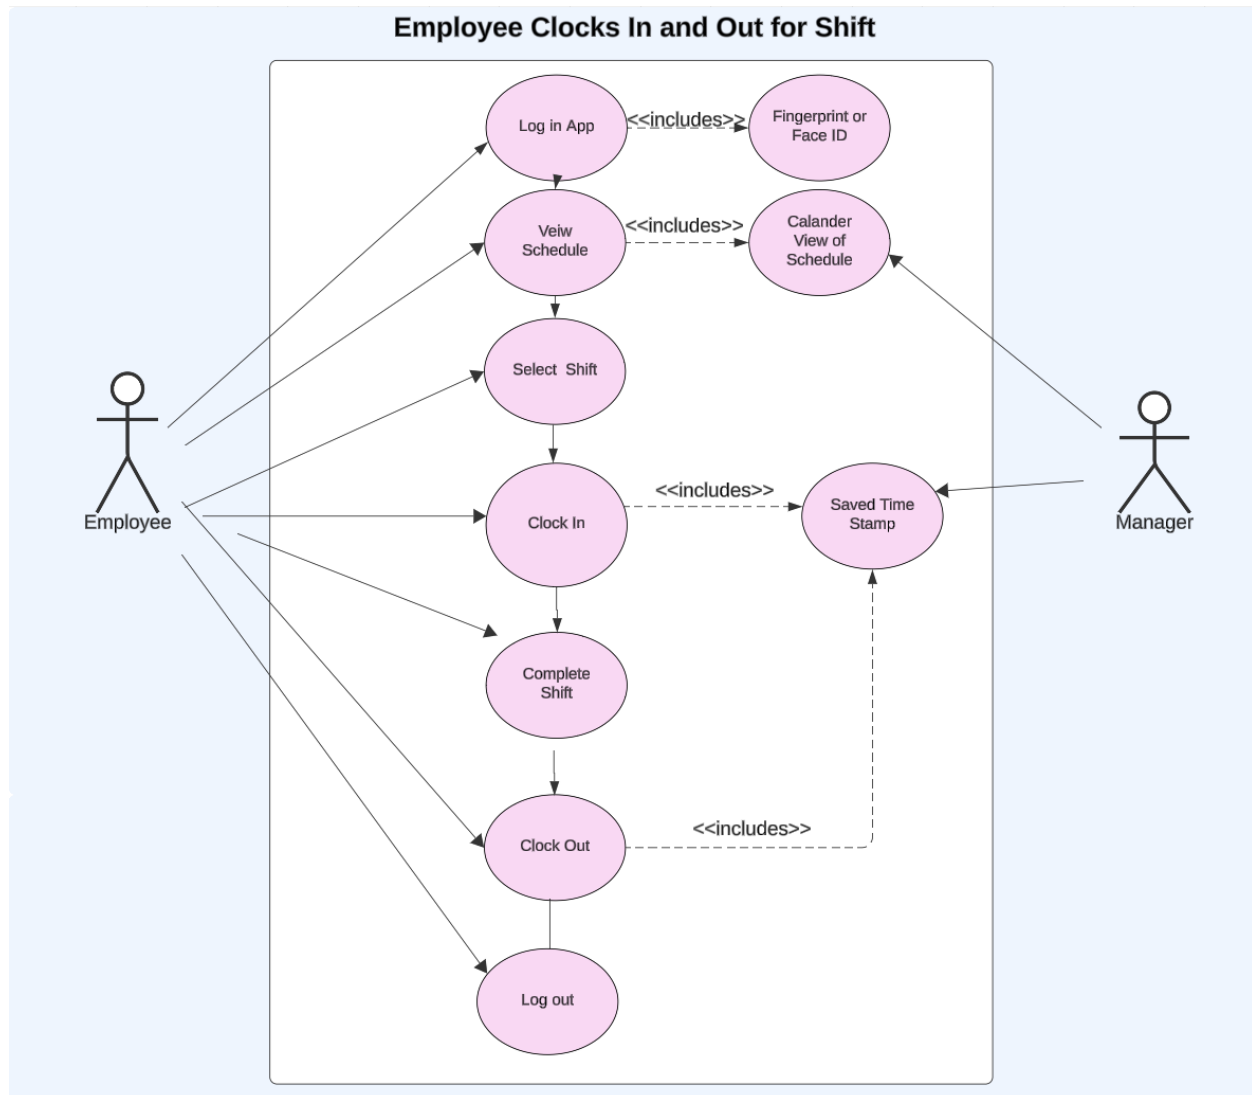 Employee Clocks In and Out for Shift
Log in App
<<includes>>
Fingerprint or
Face ID
Veiw
Schedule
<<includes>>
Calander
View of
Schedule
Select  Shift
Employee
Clock In
<<includes>>
Saved Time
Stamp
Manager
Complete
Shift
Clock Out
<<includes>>
Log out